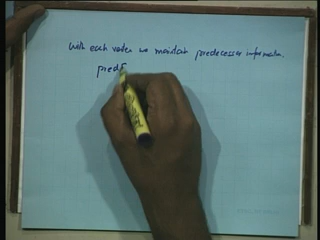 With each vertex we maintain predecessor information.
pred[